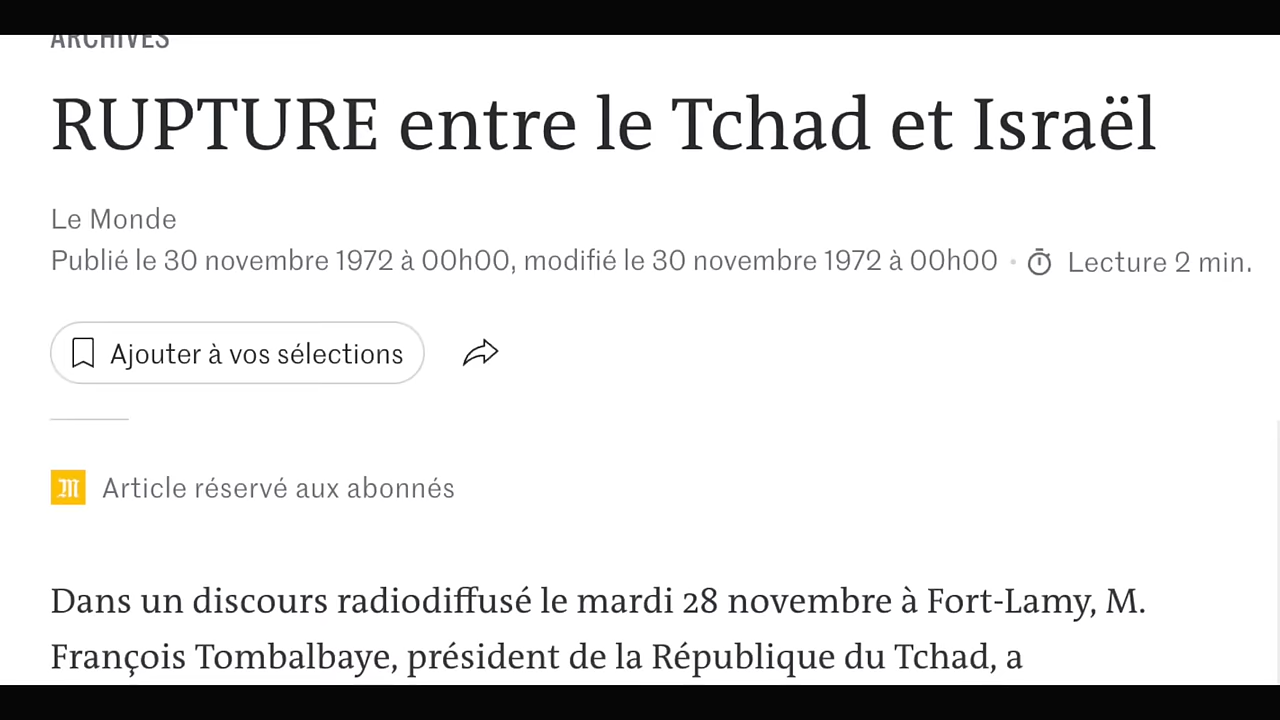 ARCHIVES
RUPTURE entre le Tchad et Israël
Le Monde
Publié le 30 novembre 1972 à 00h00, modifié le 30 novembre 1972 à 00h00 • Lecture 2 min.
Ajouter à vos sélections
M Article réservé aux abonnés
Dans un discours radiodiffusé le mardi 28 novembre à Fort-Lamy, M.
François Tombalbaye, président de la République du Tchad, a